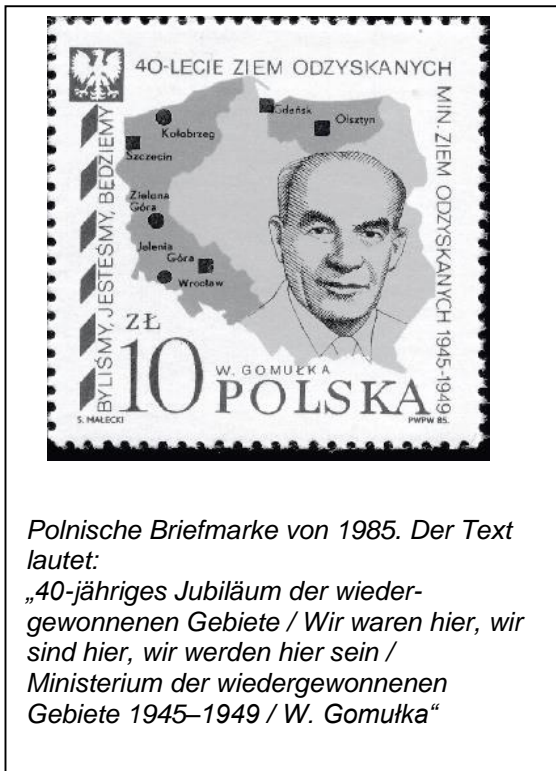 40-LECIE ZIEM ODZYSKANYCH
MIN. ZIEM ODZYSKANYCH 1945-1949
BYLIŚMY, JESTEŚMY, BĘDZIEMY
Gdańsk
Olsztyn
Kołobrzeg
Szczecin
Zielona
Góra
Jelenia
Góra
Wrocław
ZŁ
10
W. GOMUŁKA
POLSKA
S. MAŁECKI
PWPW 85.
Polnische Briefmarke von 1985. Der Text
lautet:
„40-jähriges Jubiläum der wieder-
gewonnenen Gebiete / Wir waren hier, wir
sind hier, wir werden hier sein /
Ministerium der wiedergewonnenen
Gebiete 1945–1949 / W. Gomułka“